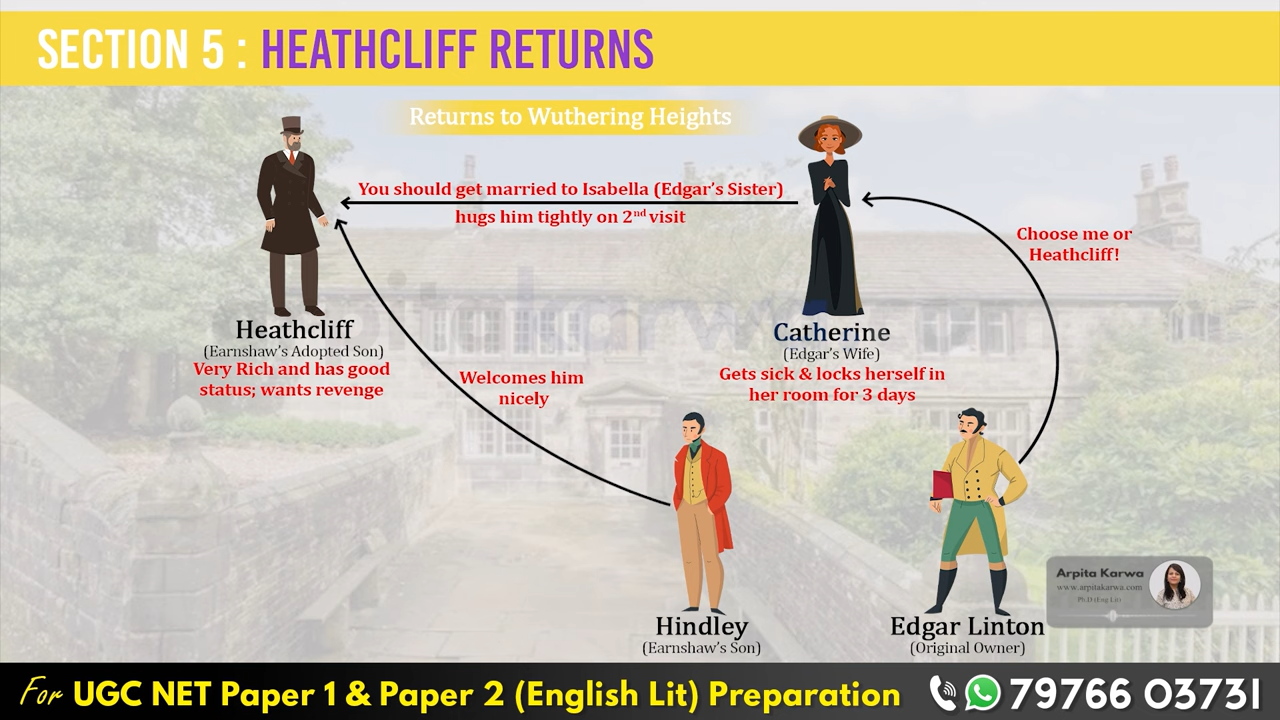 SECTION 5 : HEATHCLIFF RETURNS
Returns to Wuthering Heights
You should get married to Isabella (Edgar's Sister)
hugs him tightly on 2nd visit
Choose me or
Heathcliff!
Heathcliff
(Earnshaw's Adopted Son)
Very Rich and has good
status; wants revenge
Catherine
(Edgar's Wife)
Gets sick & locks herself in
her room for 3 days
Welcomes him
nicely
Hindley
(Earnshaw's Son)
Edgar Linton
(Original Owner)
Arpita Karwa
www.arpitakarwa.com
Ph.D (Eng Lit)
For UGC NET Paper 1 & Paper 2 (English Lit) Preparation
79766 03731